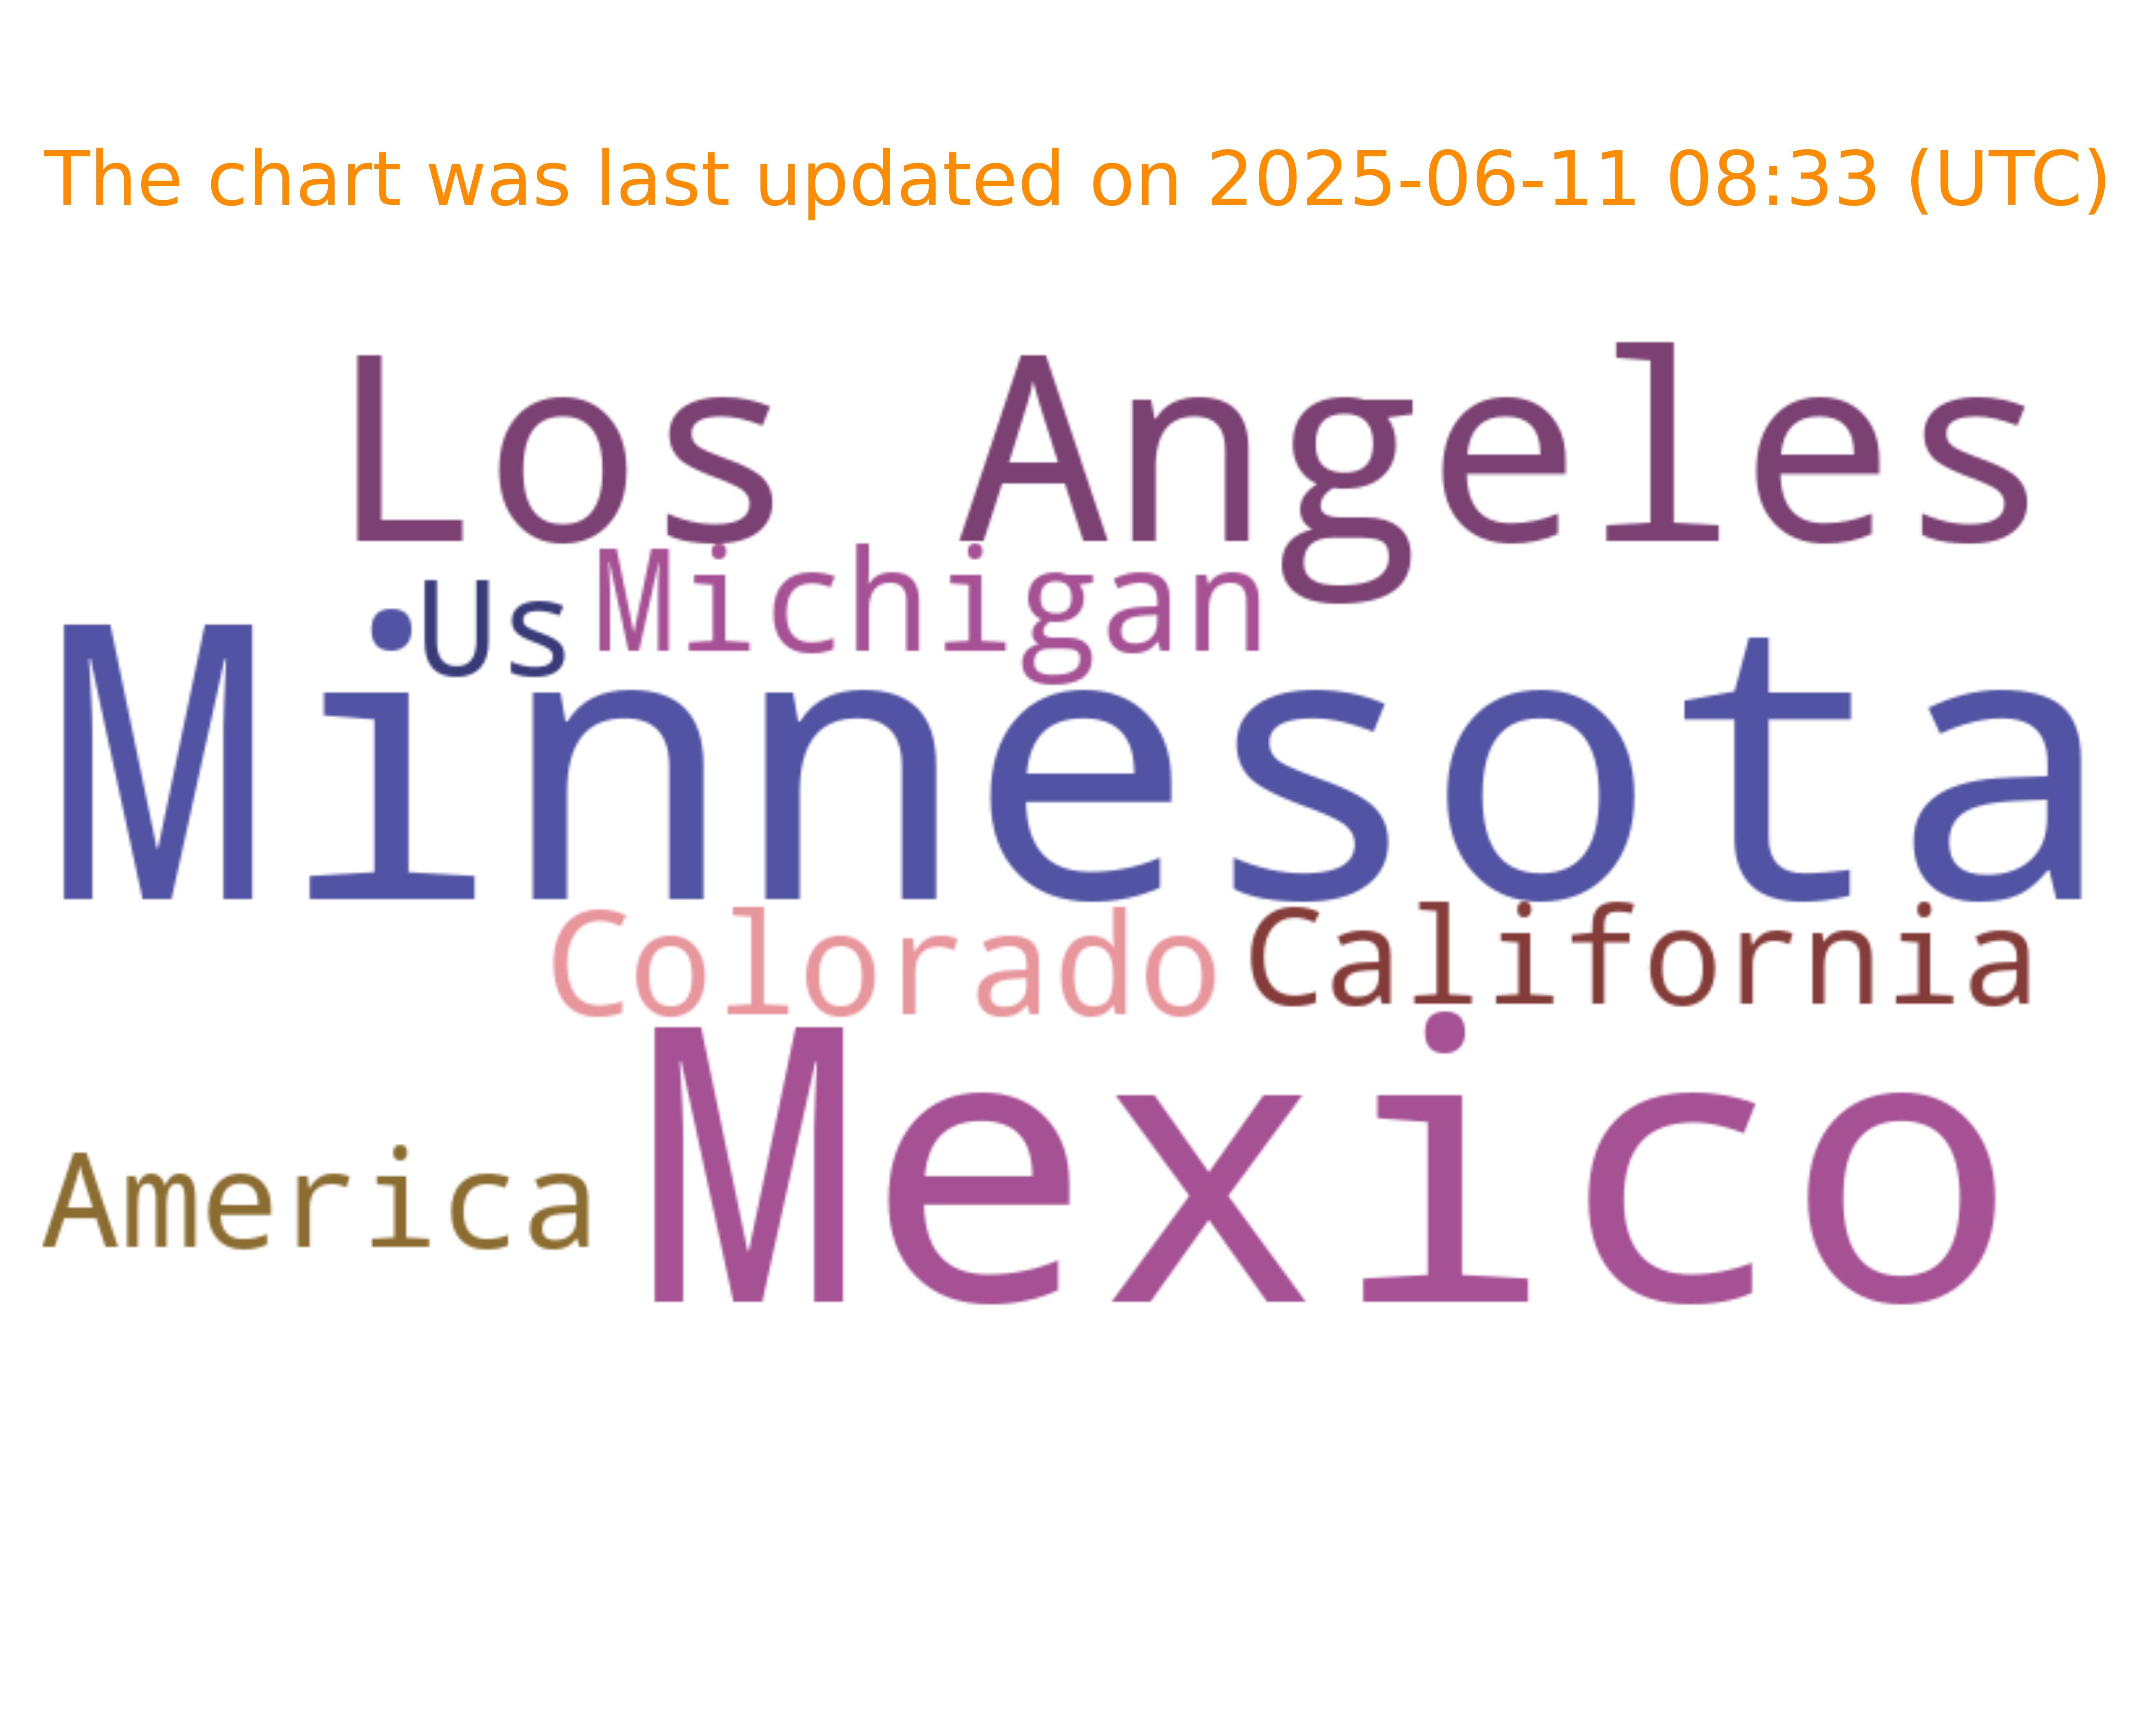 The chart was last updated on 2025-06-11 08:33 (UTC)
Los Angeles
Us Michigan
Minnesota
Colorado California
America Mexico